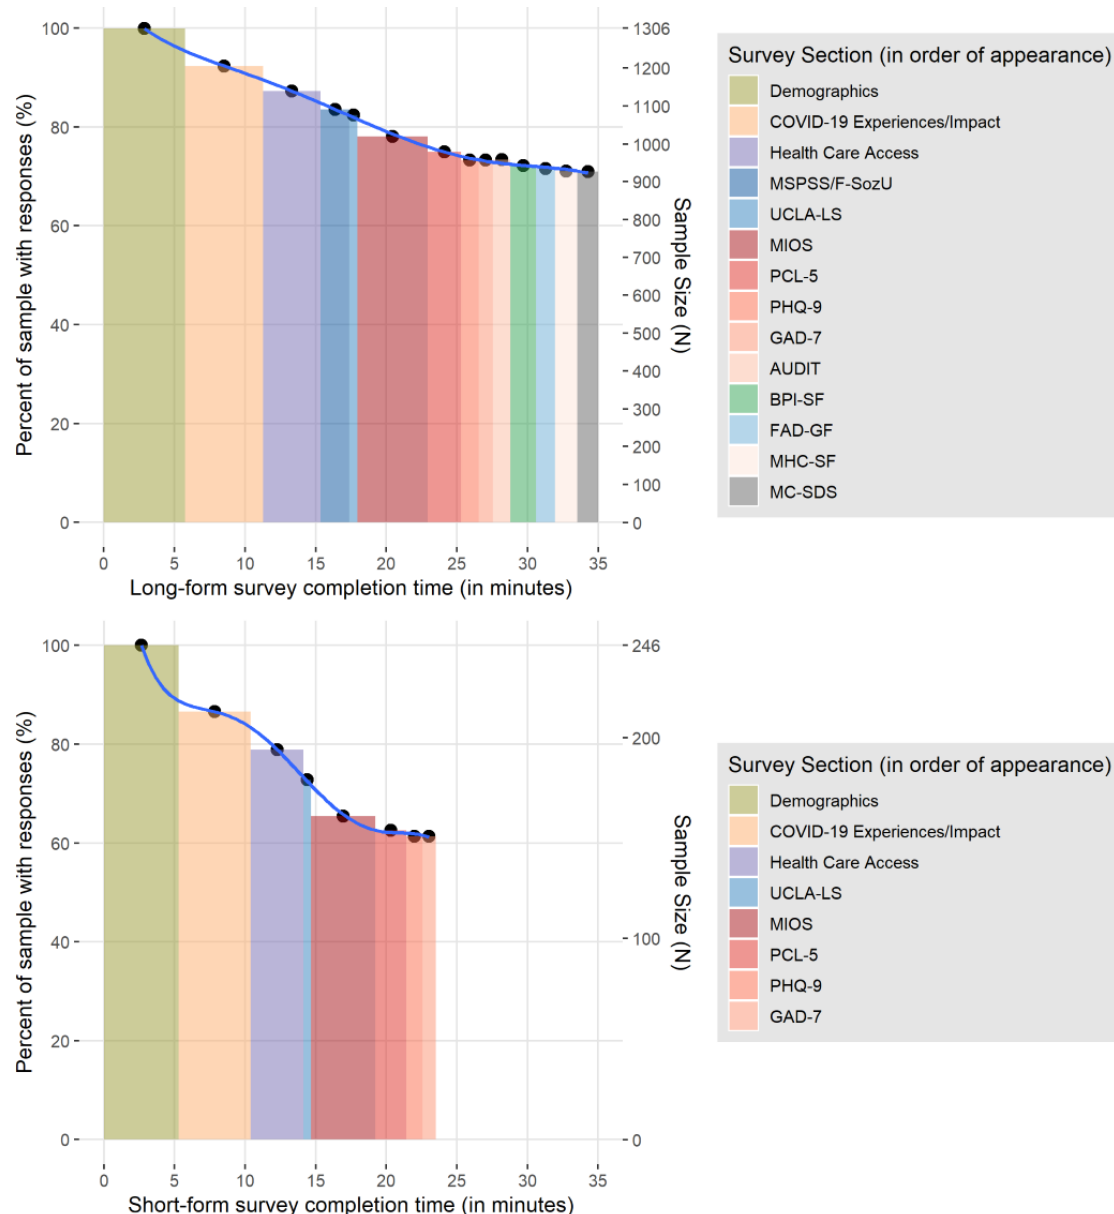 Percent of sample with responses (%)
100
80
60
40
20
0
1306
1200
1100
1000
900
800
700
600
500
400
300
200
100
0
Sample Size (N)
0 5 10 15 20 25 30 35
Long-form survey completion time (in minutes)
Survey Section (in order of appearance)
Demographics
COVID-19 Experiences/Impact
Health Care Access
MSPSS/F-SozU
UCLA-LS
MIOS
PCL-5
PHQ-9
GAD-7
AUDIT
BPI-SF
FAD-GF
MHC-SF
MC-SDS
Percent of sample with responses (%)
100
80
60
40
20
0
246
200
100
0
Sample Size (N)
0 5 10 15 20 25 30 35
Short-form survey completion time (in minutes)
Survey Section (in order of appearance)
Demographics
COVID-19 Experiences/Impact
Health Care Access
UCLA-LS
MIOS
PCL-5
PHQ-9
GAD-7